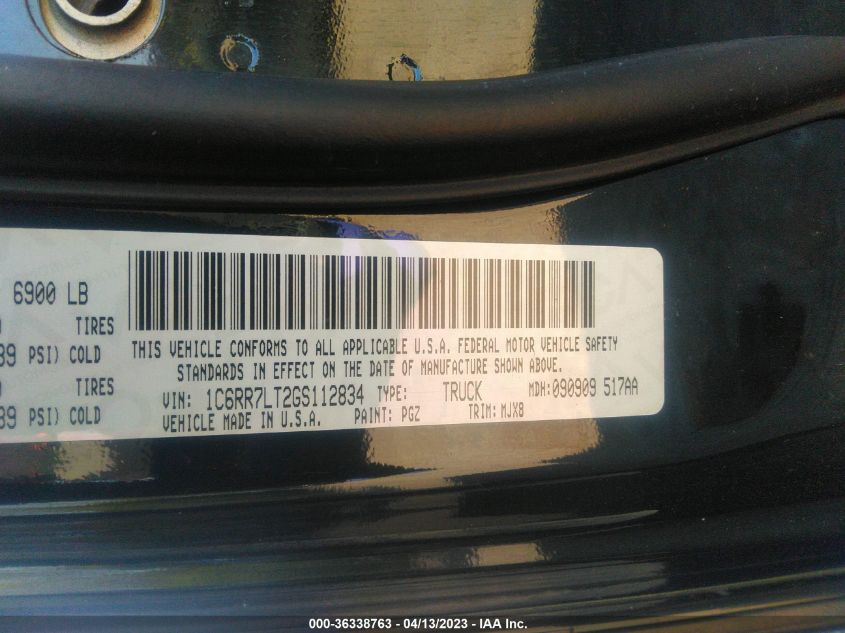 6900 LB
TIRES
39 PSI) COLD
TIRES
39 PSI) COLD
THIS VEHICLE CONFORMS TO ALL APPLICABLE U.S.A. FEDERAL MOTOR VEHICLE SAFETY
STANDARDS IN EFFECT ON THE DATE OF MANUFACTURE SHOWN ABOVE.
VIN: 1C6RR7LT2GS112834 TYPE: TRUCK MDH:090909 517AA
VEHICLE MADE IN U.S.A. PAINT: PGZ TRIM: MJX8
000-36338763 - 04/13/2023 - IAA Inc.